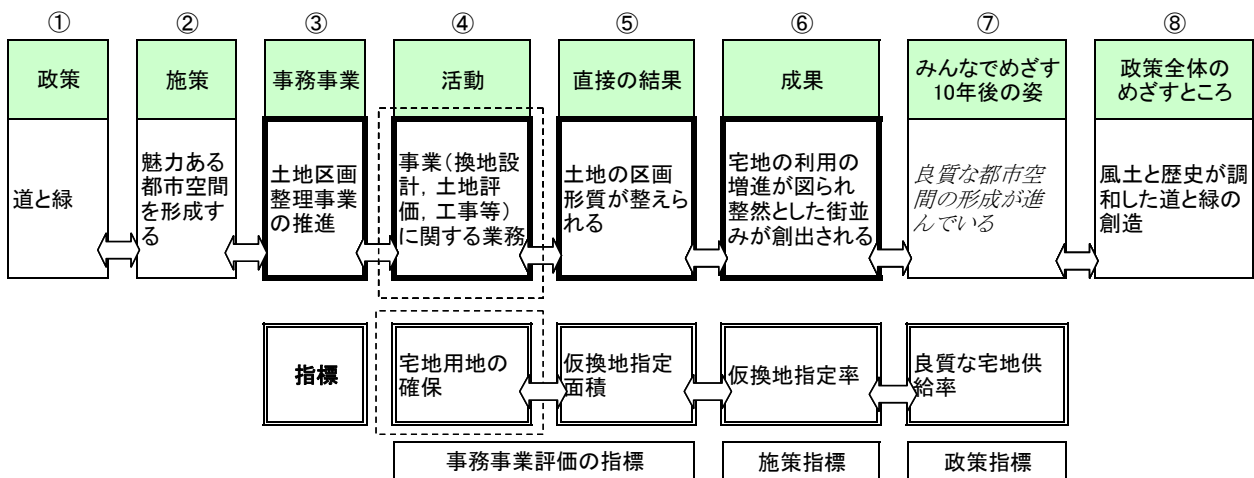 ① ② ③ ④ ⑤ ⑥ ⑦ ⑧
政策
道と緑
施策
魅力ある
都市空間
を形成す
る
事務事業
土地区画
整理事業
の推進
活動
事業（換地設
計，土地評
価，工事等）
に関する業務
直接の結果
土地の区画
形質が整えら
れる
成果
宅地の利用の
増進が図られ
整然とした街並
みが創出される
みんなでめざす
10年後の姿
良質な都市空
間の形成が進
んでいる
政策全体の
めざすところ
風土と歴史が調
和した道と緑の
創造
指標
宅地用地の
確保
仮換地指定
面積
仮換地指定率
良質な宅地供
給率
事務事業評価の指標
施策指標
政策指標